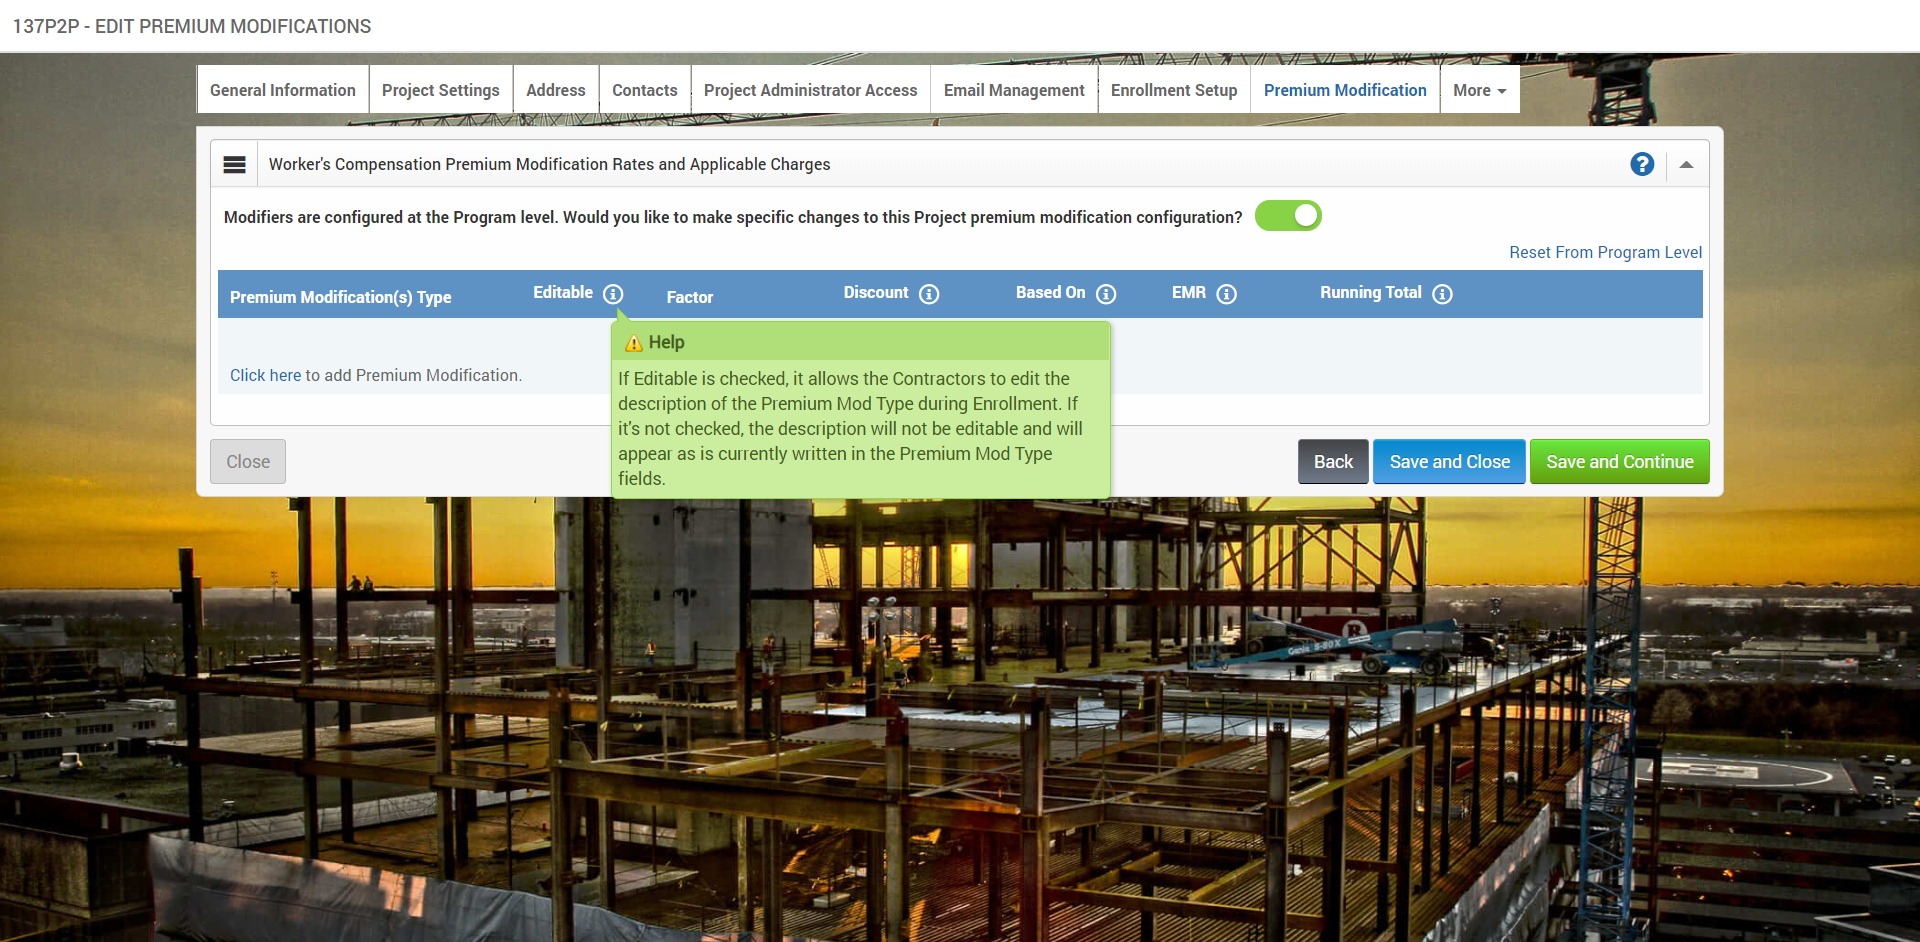 137P2P - EDIT PREMIUM MODIFICATIONS
General Information
Project Settings
Address
Contacts
Project Administrator Access
Email Management
Enrollment Setup
Premium Modification
More
Worker's Compensation Premium Modification Rates and Applicable Charges
?
Modifiers are configured at the Program level. Would you like to make specific changes to this Project premium modification configuration?
Reset From Program Level
Premium Modification(s) Type
Editable
Factor
Discount
Based On
EMR
Running Total
Click here to add Premium Modification.
Help
If Editable is checked, it allows the Contractors to edit the
description of the Premium Mod Type during Enrollment. If
it's not checked, the description will not be editable and will
appear as is currently written in the Premium Mod Type
fields.
Close
Back
Save and Close
Save and Continue
R
Genie S-80X
H